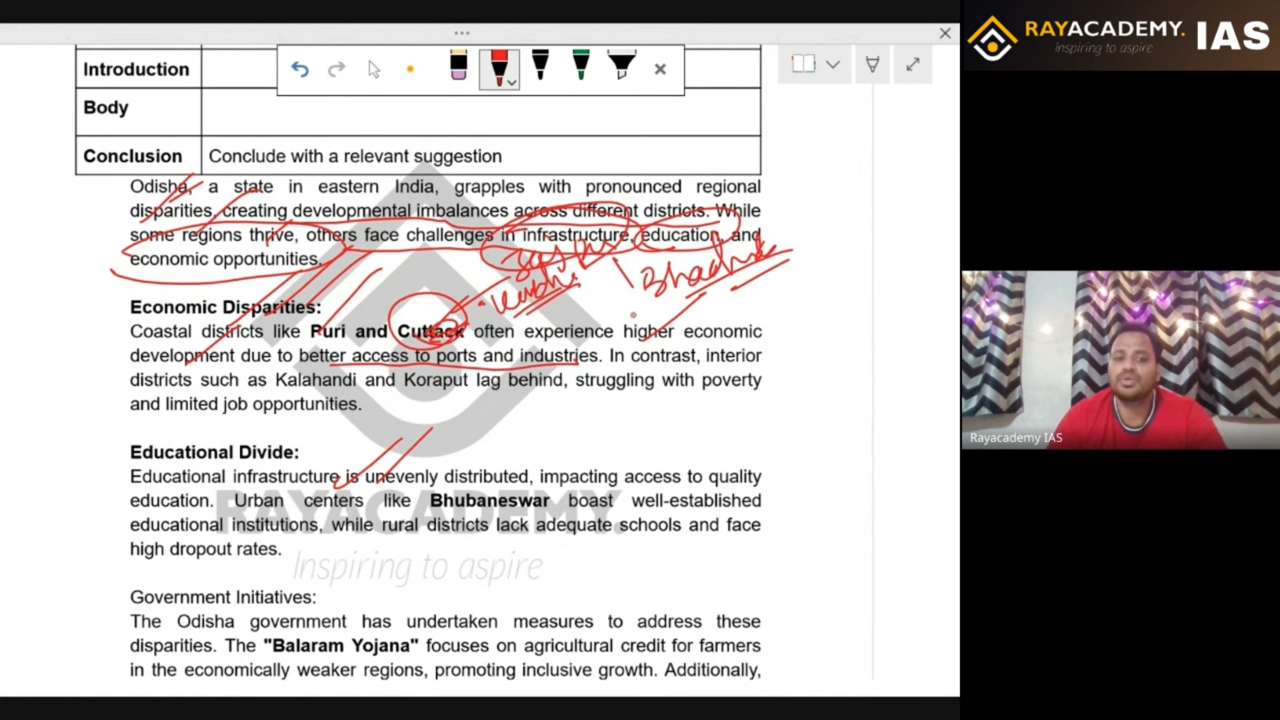 RAYACADEMY. IAS
inspiring to aspire
Introduction
Body
Conclusion Conclude with a relevant suggestion
Odisha, a state in eastern India, grapples with pronounced regional
disparities, creating developmental imbalances across different districts. While
some regions thrive, others face challenges in infrastructure, education, and
economic opportunities.
Economic Disparities:
Coastal districts like Puri and Cuttack often experience higher economic
development due to better access to ports and industries. In contrast, interior
districts such as Kalahandi and Koraput lag behind, struggling with poverty
and limited job opportunities.
Educational Divide:
Educational infrastructure is unevenly distributed, impacting access to quality
education. Urban centers like Bhubaneswar boast well-established
educational institutions, while rural districts lack adequate schools and face
high dropout rates.
RAYACADEMY.
Inspiring to aspire
Government Initiatives:
The Odisha government has undertaken measures to address these
disparities. The "Balaram Yojana" focuses on agricultural credit for farmers
in the economically weaker regions, promoting inclusive growth. Additionally,
Rayacademy IAS